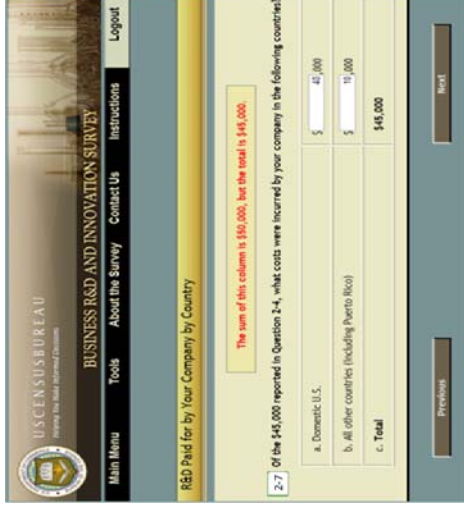 USCENSUSBUREAU
Helping You Make Informed Decisions
BUSINESS R&D AND INNOVATION SURVEY
Main Menu Tools About the Survey Contact Us Instructions Logout
R&D Paid for by Your Company by Country
The sum of this column is $50,000, but the total is $45,000.
2-7 Of the $45,000 reported in Question 2-4, what costs were incurred by your company in the following countries?
a. Domestic U.S. $ 40 ,000
b. All other countries (including Puerto Rico) $ 10 ,000
c. Total $45,000
Previous Next